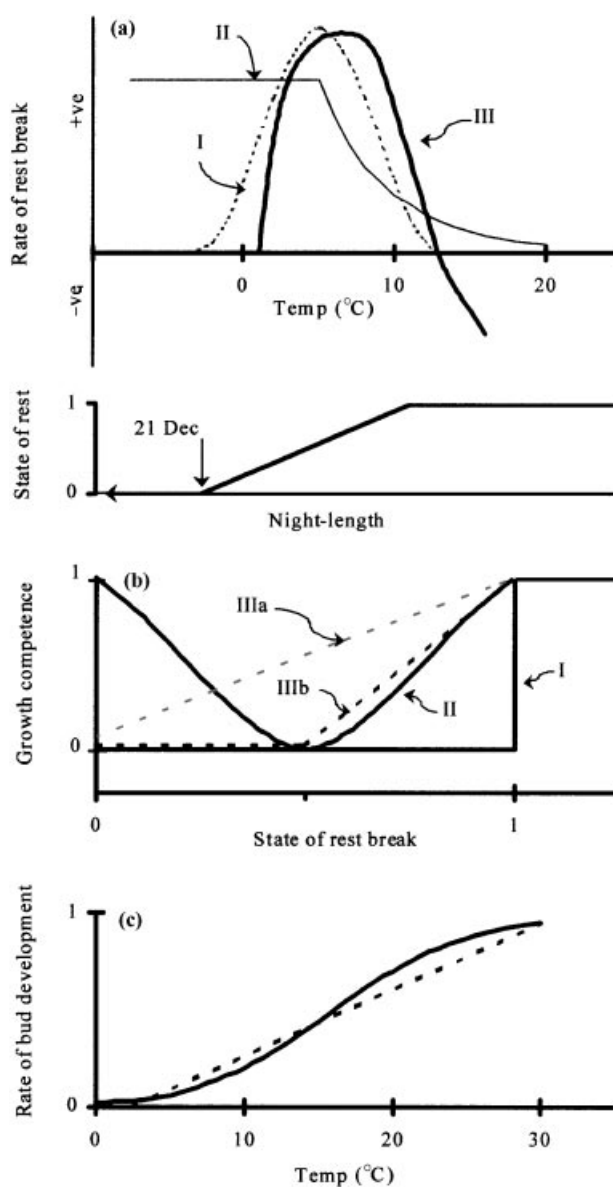 (a)
II
+ve
I
III
Rate of rest break
−ve
0
10
20
Temp (°C)
1
State of rest
21 Dec
0
Night-length
1
(b)
IIIa
Growth competence
IIIb
II
I
0
0
1
State of rest break
1
(c)
Rate of bud development
0
0
10
20
30
Temp (°C)